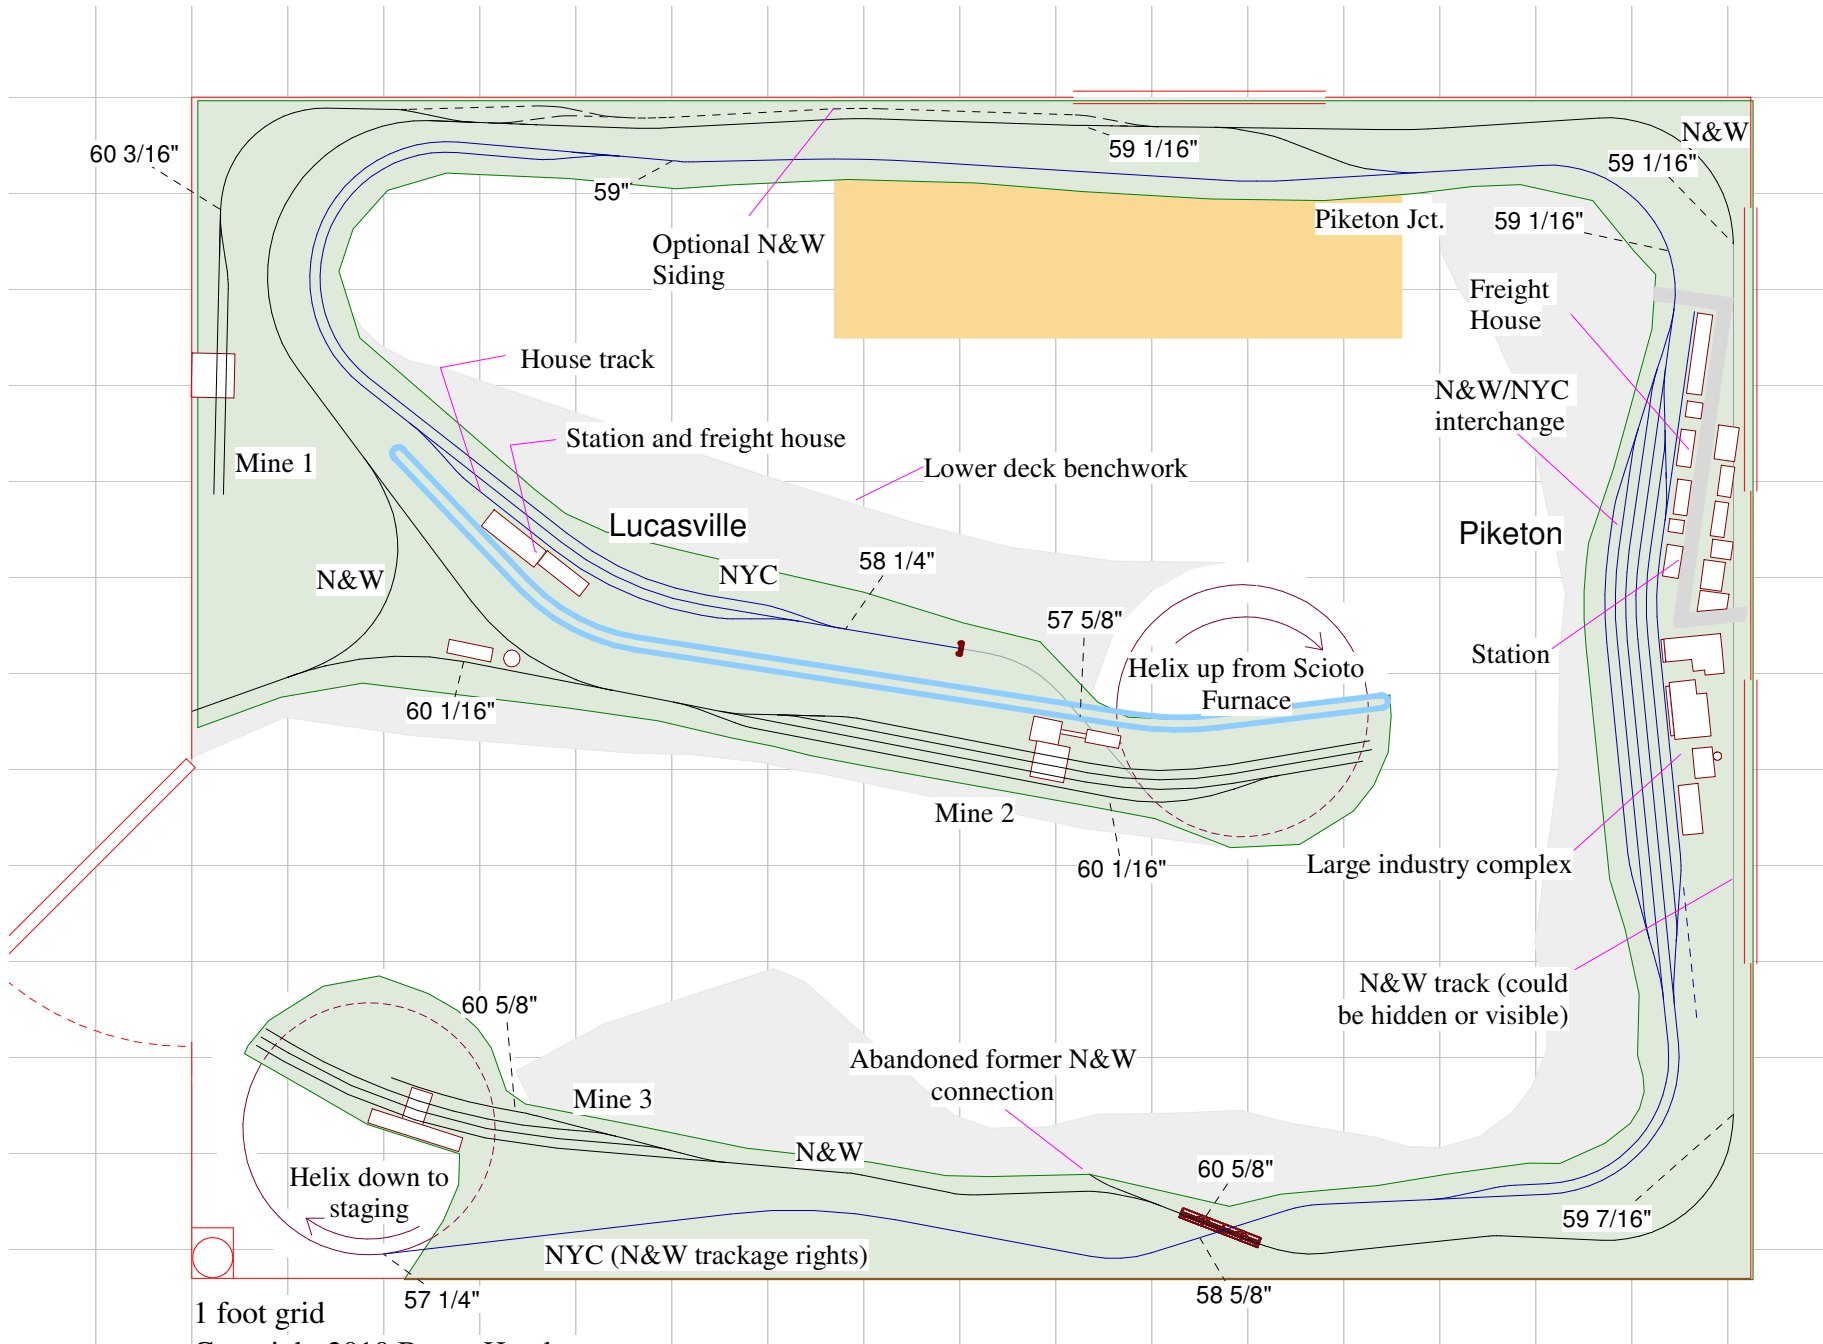 N&W
60 3/16"
59 1/16"
59 1/16"
59"
Piketon Jct.
59 1/16"
Optional N&W
Siding
Freight
House
House track
N&W/NYC
interchange
Station and freight house
Mine 1
Lower deck benchwork
Lucasville
Piketon
NYC
58 1/4"
N&W
57 5/8"
Station
Helix up from Scioto
Furnace
60 1/16"
Mine 2
60 1/16"
Large industry complex
N&W track (could
be hidden or visible)
60 5/8"
Abandoned former N&W
connection
Mine 3
N&W
60 5/8"
Helix down to
staging
59 7/16"
NYC (N&W trackage rights)
57 1/4"
58 5/8"
1 foot grid